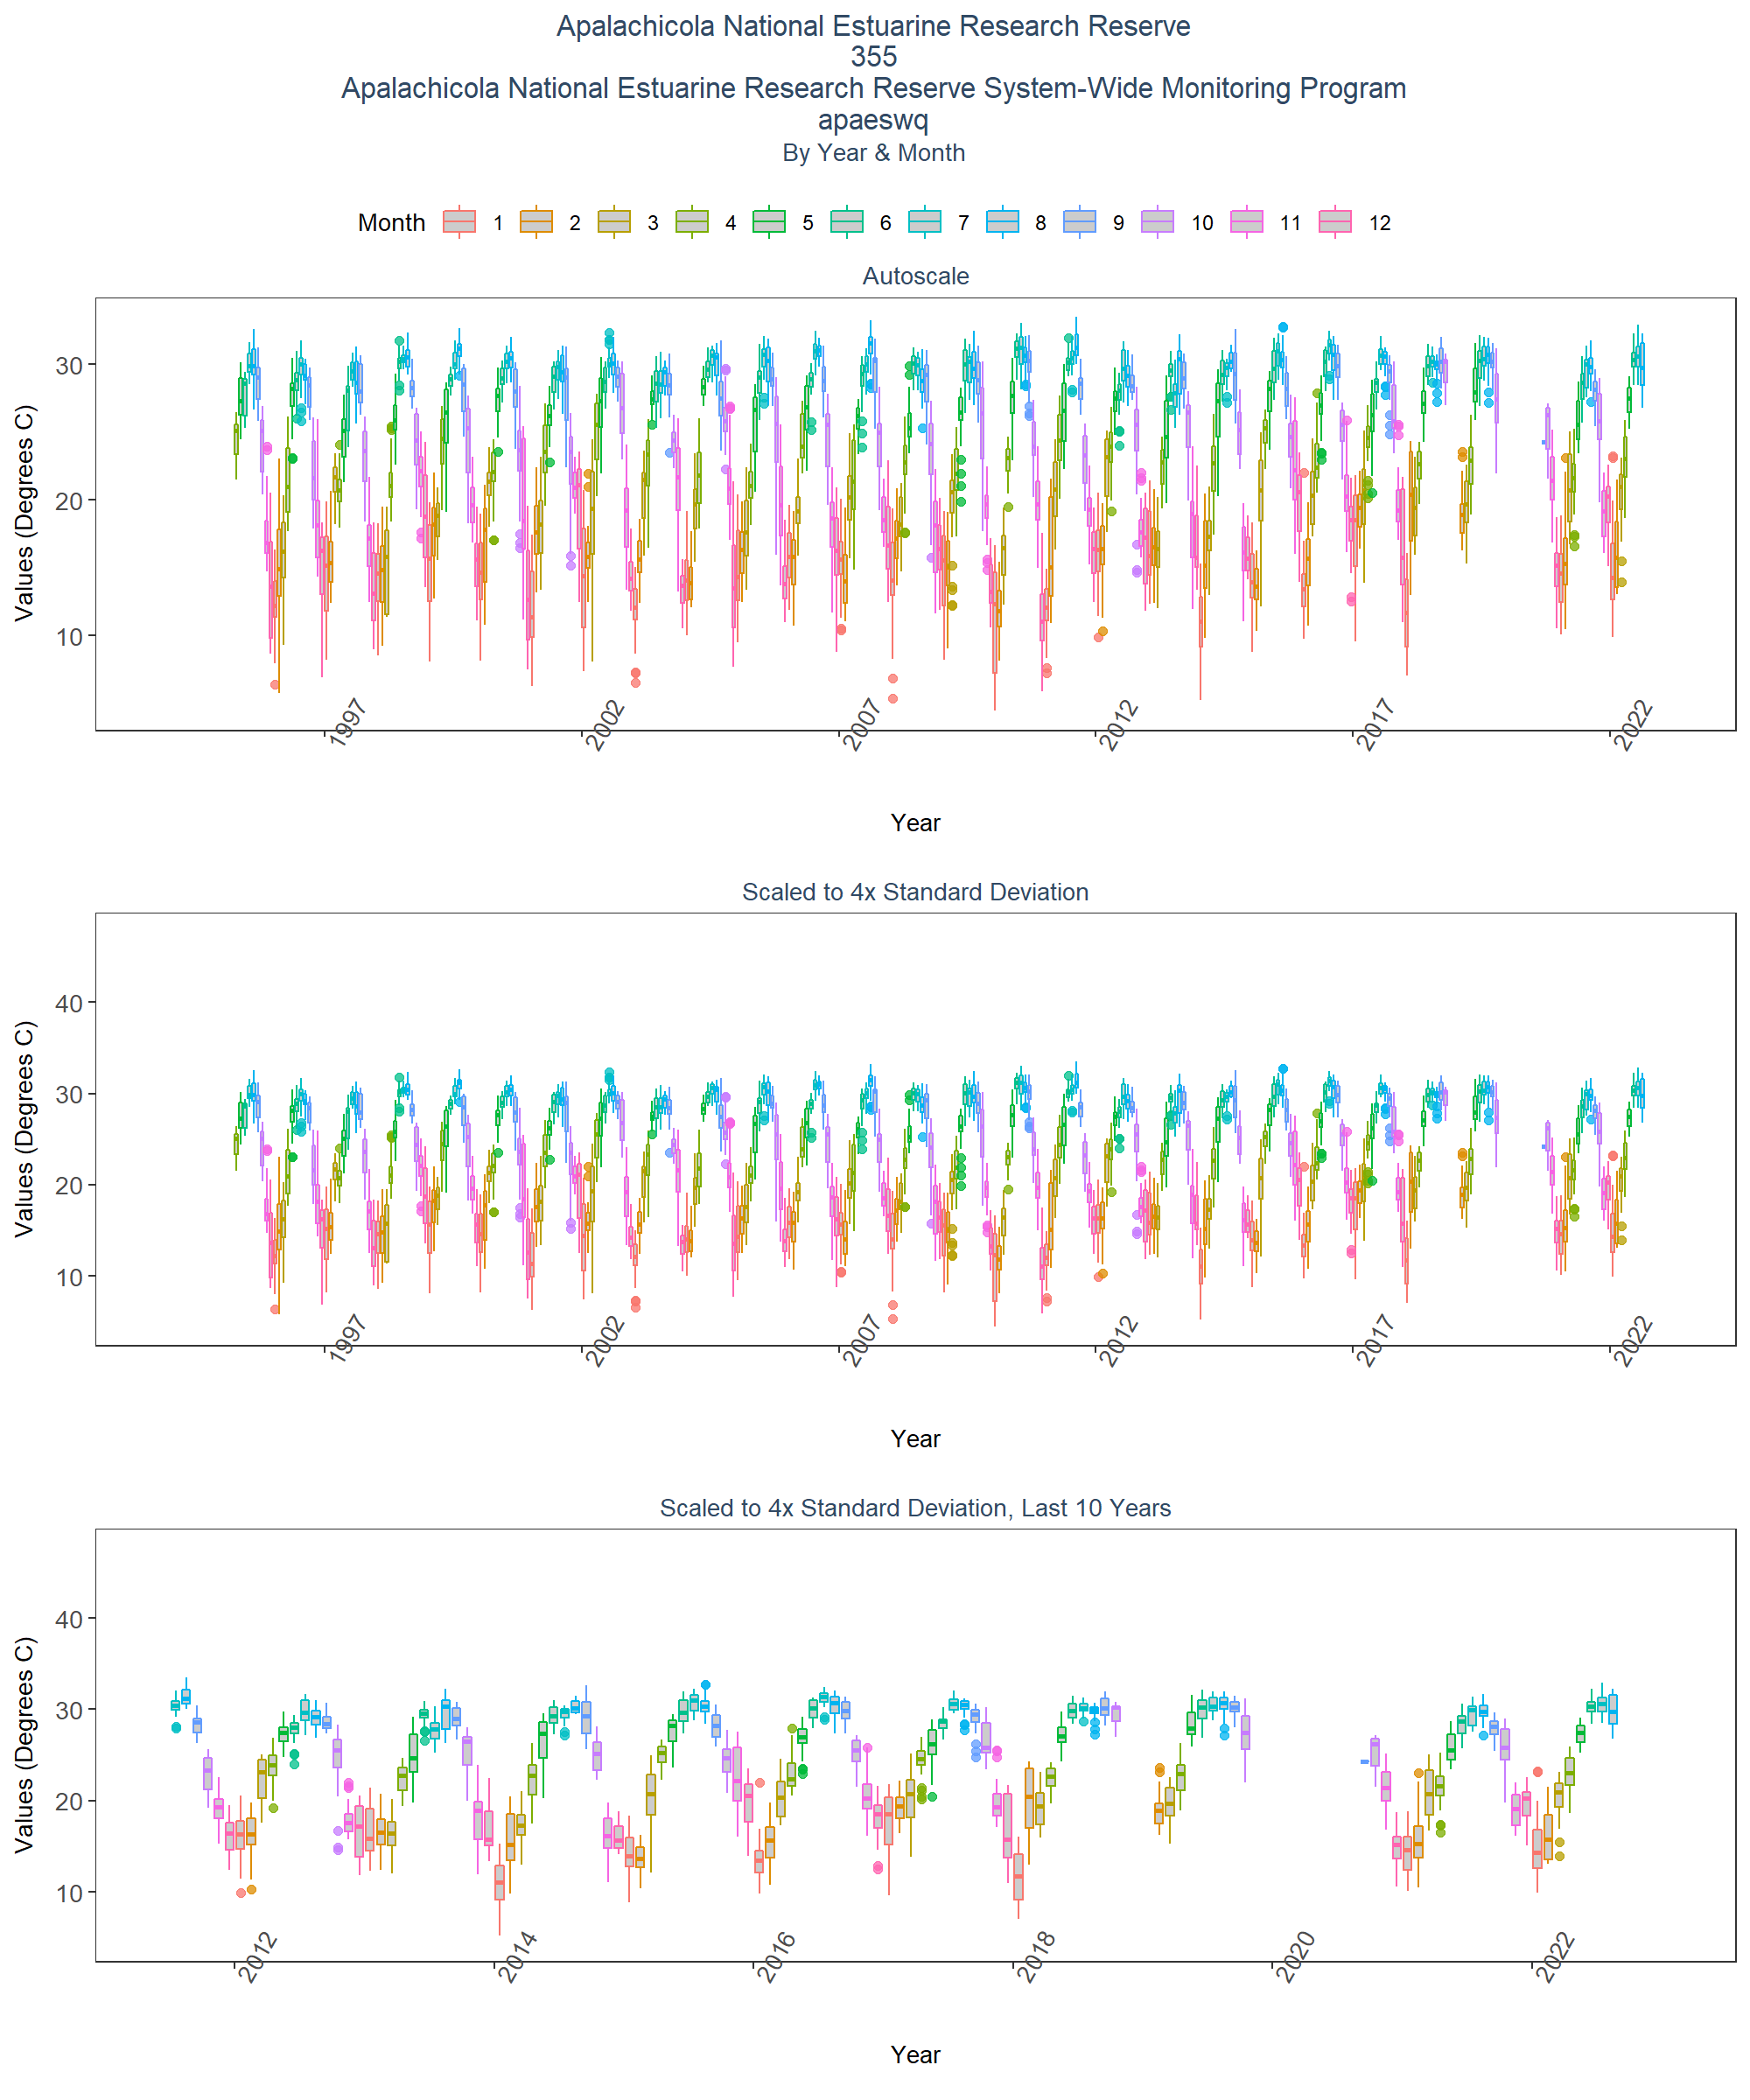 Apalachicola National Estuarine Research Reserve
355
Apalachicola National Estuarine Research Reserve System-Wide Monitoring Program
apaeswq
By Year & Month
Month 1 2 3 4 5 6 7 8 9 10 11 12
Autoscale
Values (Degrees C)
30
20
10
1997 2002 2007 2012 2017 2022
Year
Scaled to 4x Standard Deviation
Values (Degrees C)
40
30
20
10
1997 2002 2007 2012 2017 2022
Year
Scaled to 4x Standard Deviation, Last 10 Years
Values (Degrees C)
40
30
20
10
2012 2014 2016 2018 2020 2022
Year